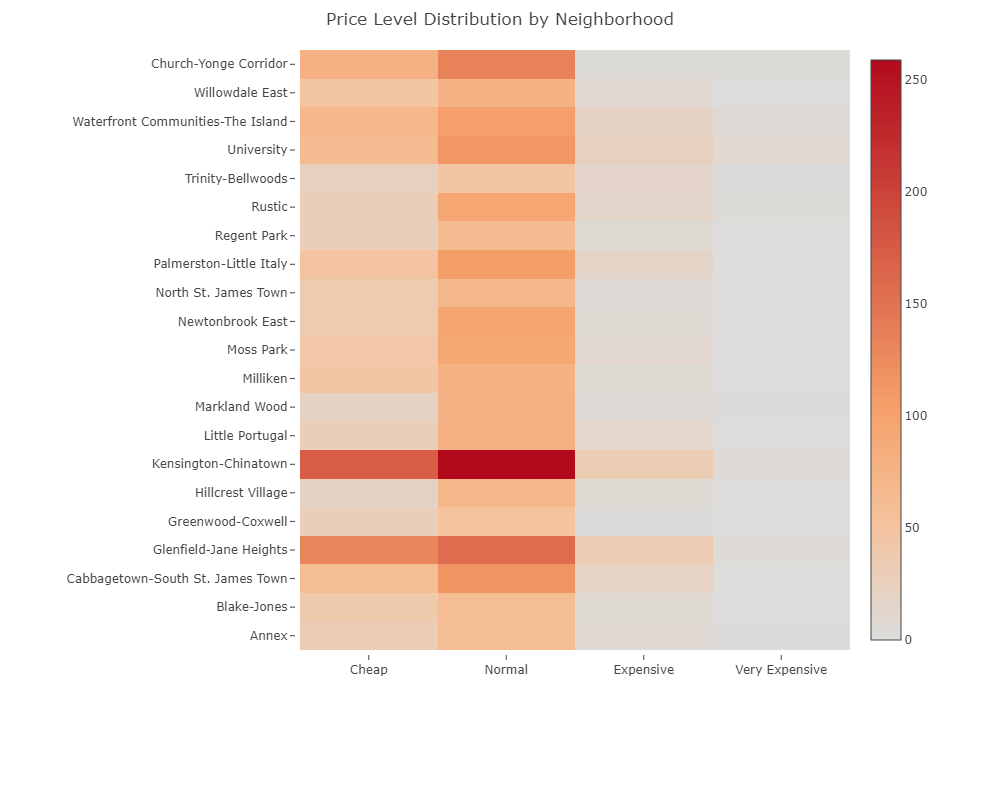 Price Level Distribution by Neighborhood
Church-Yonge Corridor
Willowdale East
Waterfront Communities-The Island
University
Trinity-Bellwoods
Rustic
Regent Park
Palmerston-Little Italy
North St. James Town
Newtonbrook East
Moss Park
Milliken
Markland Wood
Little Portugal
Kensington-Chinatown
Hillcrest Village
Greenwood-Coxwell
Glenfield-Jane Heights
Cabbagetown-South St. James Town
Blake-Jones
Annex
Cheap
Normal
Expensive
Very Expensive
250
200
150
100
50
0